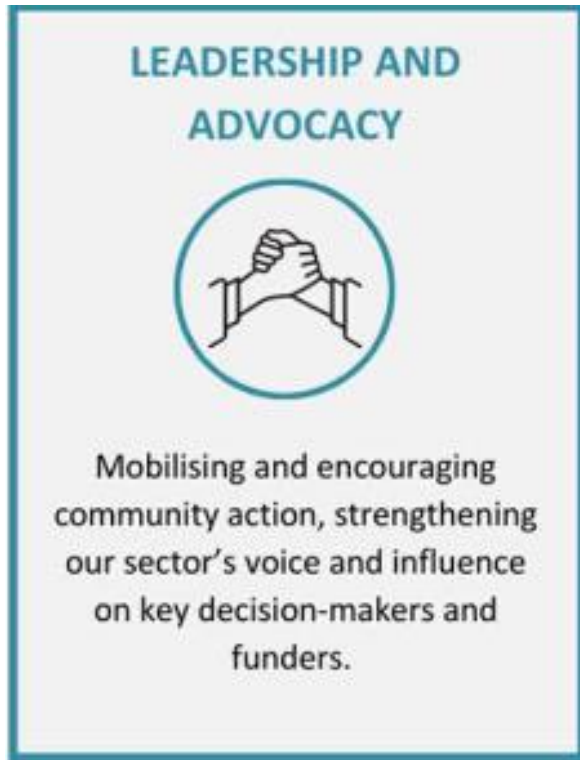 LEADERSHIP AND
ADVOCACY
Mobilising and encouraging
community action, strengthening
our sector’s voice and influence
on key decision-makers and
funders.